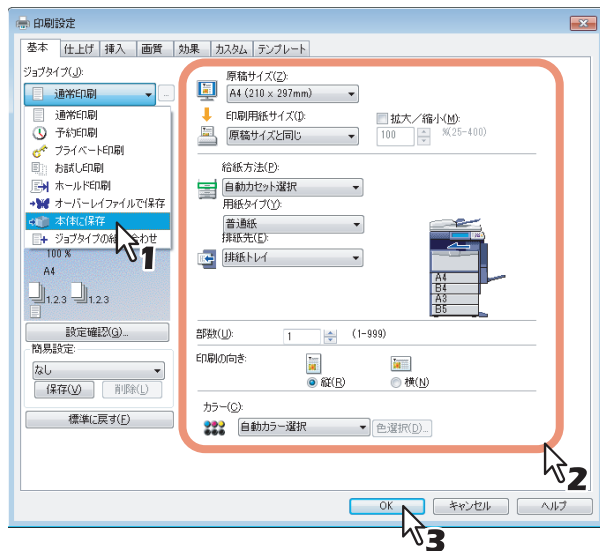 印刷設定
基本 仕上げ 挿入 画質 効果 カスタム テンプレート
ジョブタイプ(J):
通常印刷
...
通常印刷
予約印刷
プライベート印刷
お試し印刷
ホールド印刷
オーバーレイファイルで保存
本体に保存
ジョブタイプの組
合わせ
1
100 %
A4
1.2.3 1.2.3
設定確認(G)...
簡易設定:
なし
保存(V) 削除(L)
標準に戻す(F)
原稿サイズ(Z):
A4 (210 x 297mm)
印刷用紙サイズ(I):
原稿サイズと同じ
拡大/縮小(M):
100 %(25-400)
給紙方法(P):
自動カセット選択
用紙タイプ(Y):
普通紙
排紙先(E):
排紙トレイ
A4
B4
A3
B5
部数(U): 1 (1-999)
印刷の向き:
縦(R) 横(N)
カラー(C):
自動カラー選択 色選択(D)...
2
OK キャンセル ヘルプ
3